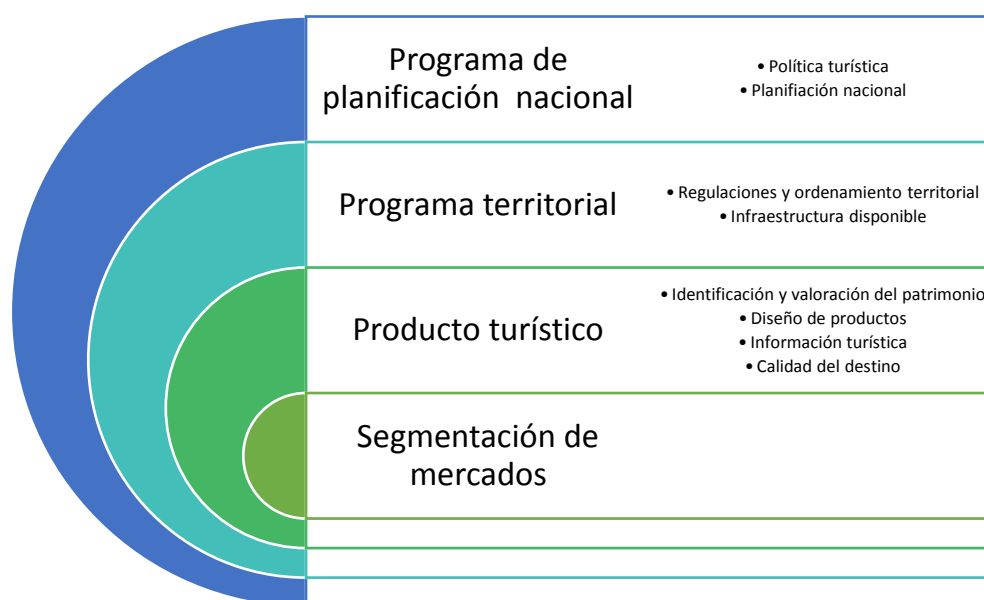 Programa de
planificación nacional
• Política turística
• Planifiación nacional
Programa territorial
• Regulaciones y ordenamiento territorial
• Infraestructura disponible
Producto turístico
• Identificación y valoración del patrimonio
• Diseño de productos
• Información turística
• Calidad del destino
Segmentación de
mercados